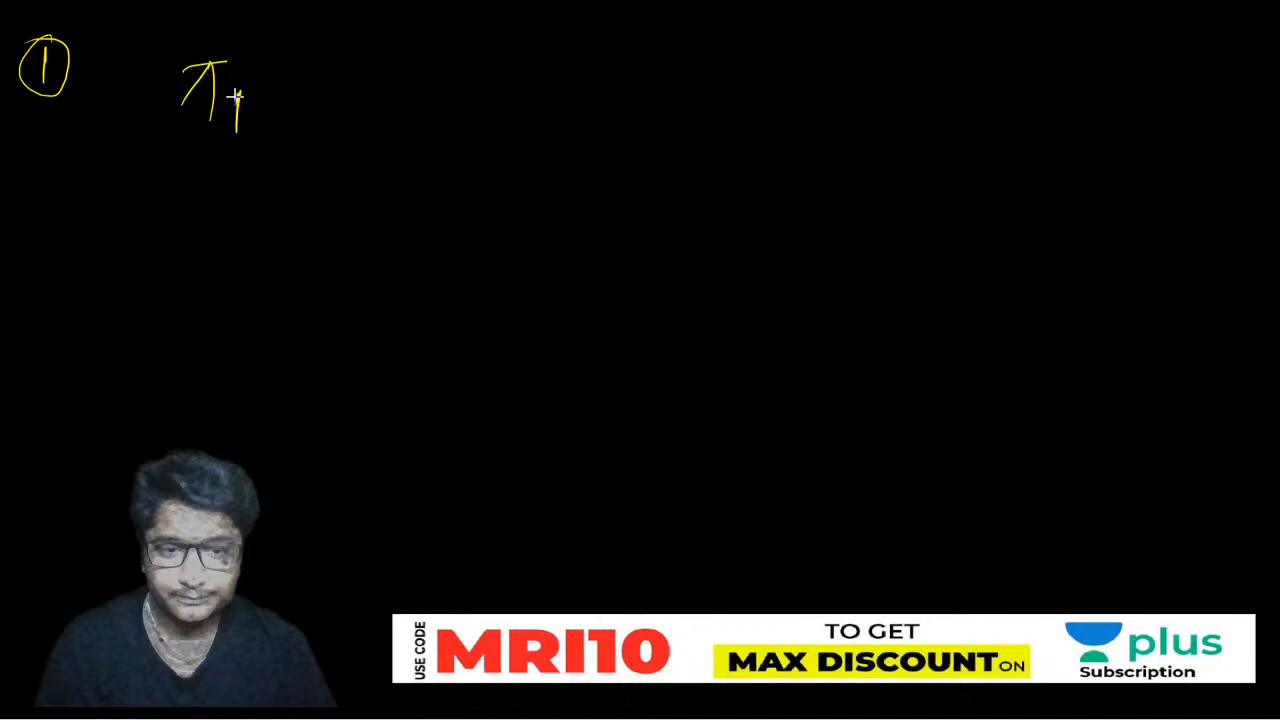 ①
USE CODE
MRI10
TO GET
MAX DISCOUNT ON
plus
Subscription